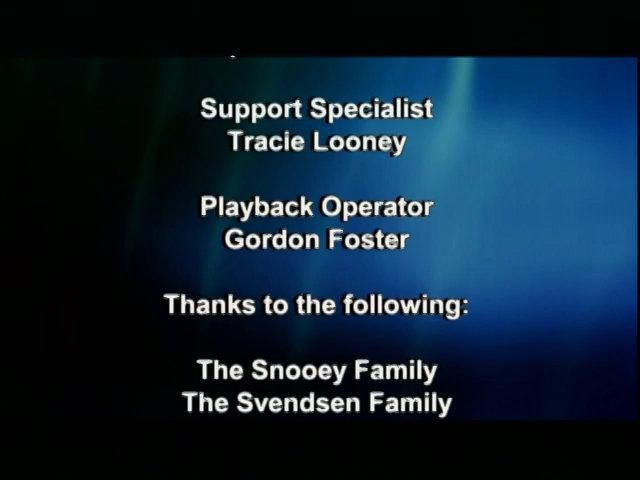 Support Specialist
Tracie Looney
Playback Operator
Gordon Foster
Thanks to the following:
The Snooey Family
The Svendsen Family